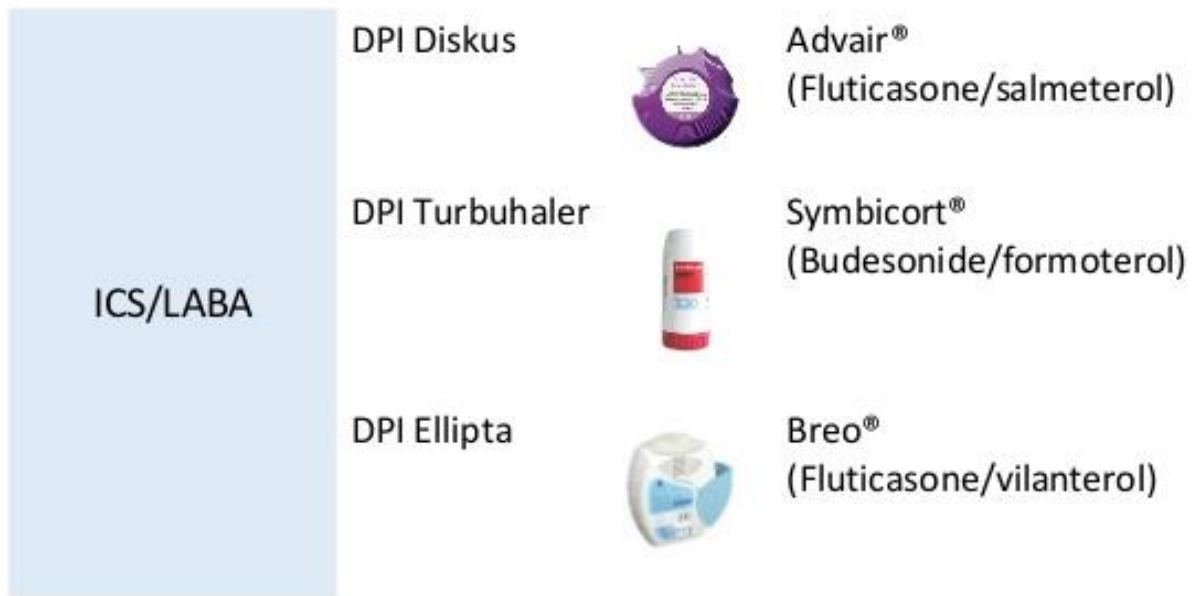 ICS/LABA
DPI Diskus
Advair®
(Fluticasone/salmeterol)
DPI Turbuhaler
Symbicort®
(Budesonide/formoterol)
DPI Ellipta
Breo®
(Fluticasone/vilanterol)